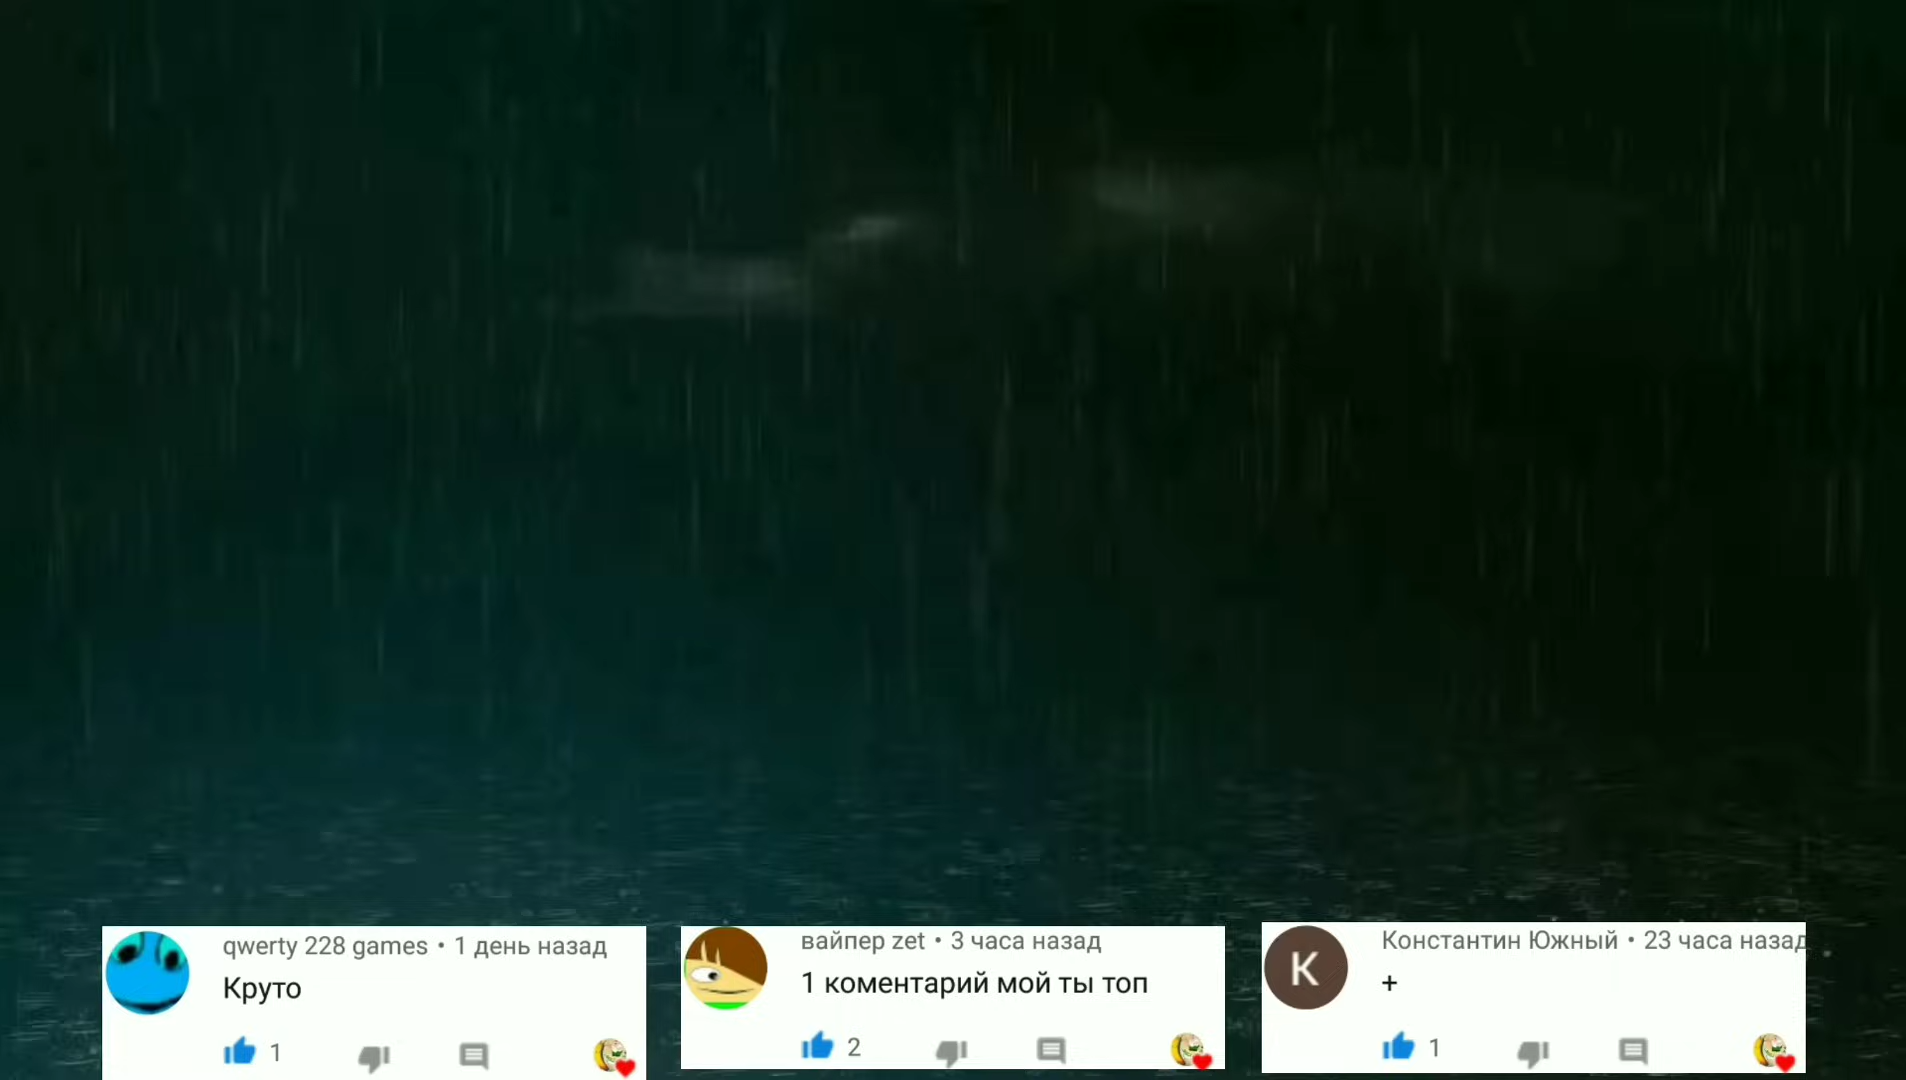 qwerty 228 games • 1 день назад
Круто
1
вайпер zet • 3 часа назад
1 коментарий мой ты топ
2
К
Константин Южный • 23 часа назад
+
1